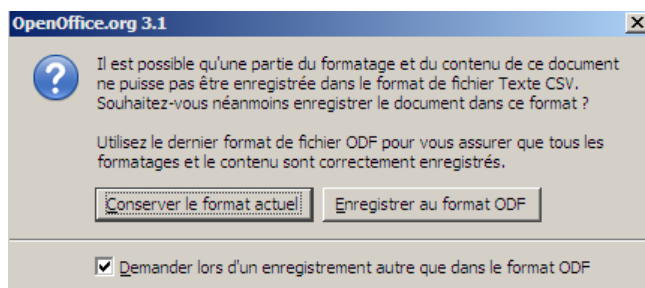 OpenOffice.org 3.1
Il est possible qu'une partie du formatage et du contenu de ce document
ne puisse pas être enregistrée dans le format de fichier Texte CSV.
Souhaitez-vous néanmoins enregistrer le document dans ce format ?
Utilisez le dernier format de fichier ODF pour vous assurer que tous les
formatages et le contenu sont correctement enregistrés.
Conserver le format actuel Enregistrer au format ODF
Demander lors d'un enregistrement autre que dans le format ODF